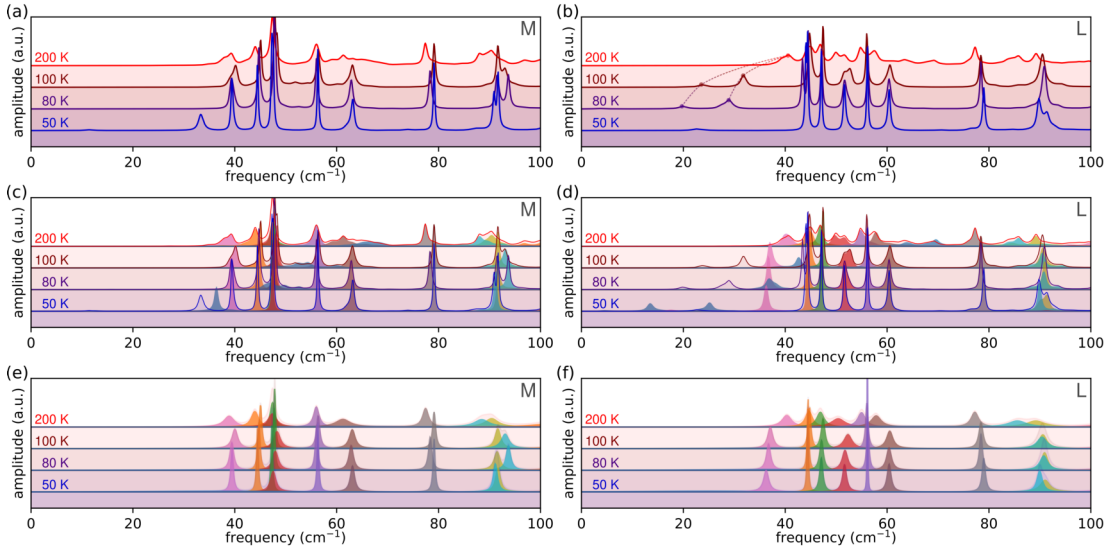 (a)
M
amplitude (a.u.)
200 K
100 K
80 K
50 K
0 20 40 60 80 100
frequency (cm⁻¹)
(b)
L
amplitude (a.u.)
200 K
100 K
80 K
50 K
0 20 40 60 80 100
frequency (cm⁻¹)
(c)
M
amplitude (a.u.)
200 K
100 K
80 K
50 K
0 20 40 60 80 100
frequency (cm⁻¹)
(d)
L
amplitude (a.u.)
200 K
100 K
80 K
50 K
0 20 40 60 80 100
frequency (cm⁻¹)
(e)
M
amplitude (a.u.)
200 K
100 K
80 K
50 K
0 20 40 60 80 100
frequency (cm⁻¹)
(f)
L
amplitude (a.u.)
200 K
100 K
80 K
50 K
0 20 40 60 80 100
frequency (cm⁻¹)